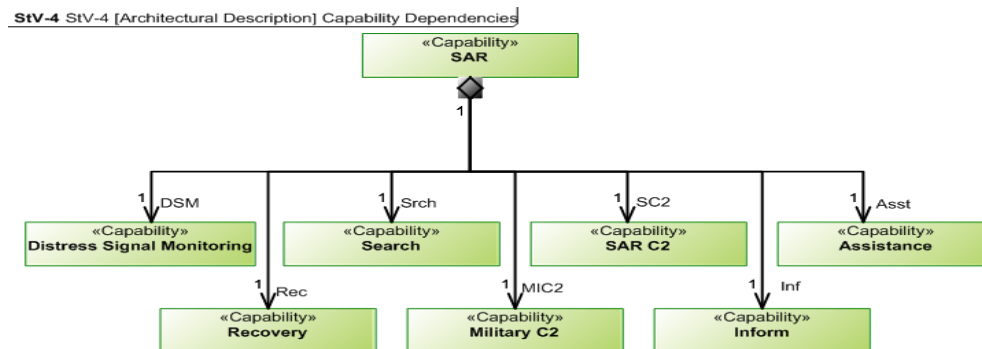 StV-4 StV-4 [Architectural Description] Capability Dependencies
«Capability»
SAR
1
1 DSM
1 Srch
1 SC2
1 Asst
«Capability»
Distress Signal Monitoring
«Capability»
Search
«Capability»
SAR C2
«Capability»
Assistance
1 Rec
1 MIC2
1 Inf
«Capability»
Recovery
«Capability»
Military C2
«Capability»
Inform